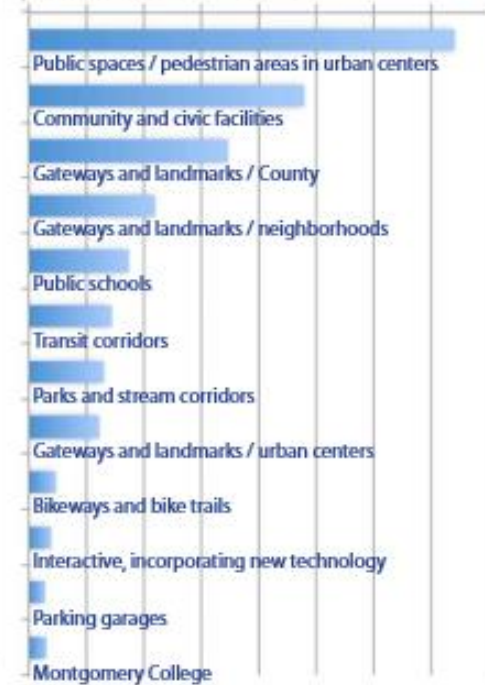 Public spaces / pedestrian areas in urban centers
Community and civic facilities
Gateways and landmarks / County
Gateways and landmarks / neighborhoods
Public schools
Transit corridors
Parks and stream corridors
Gateways and landmarks / urban centers
Bikeways and bike trails
Interactive, incorporating new technology
Parking garages
Montgomery College